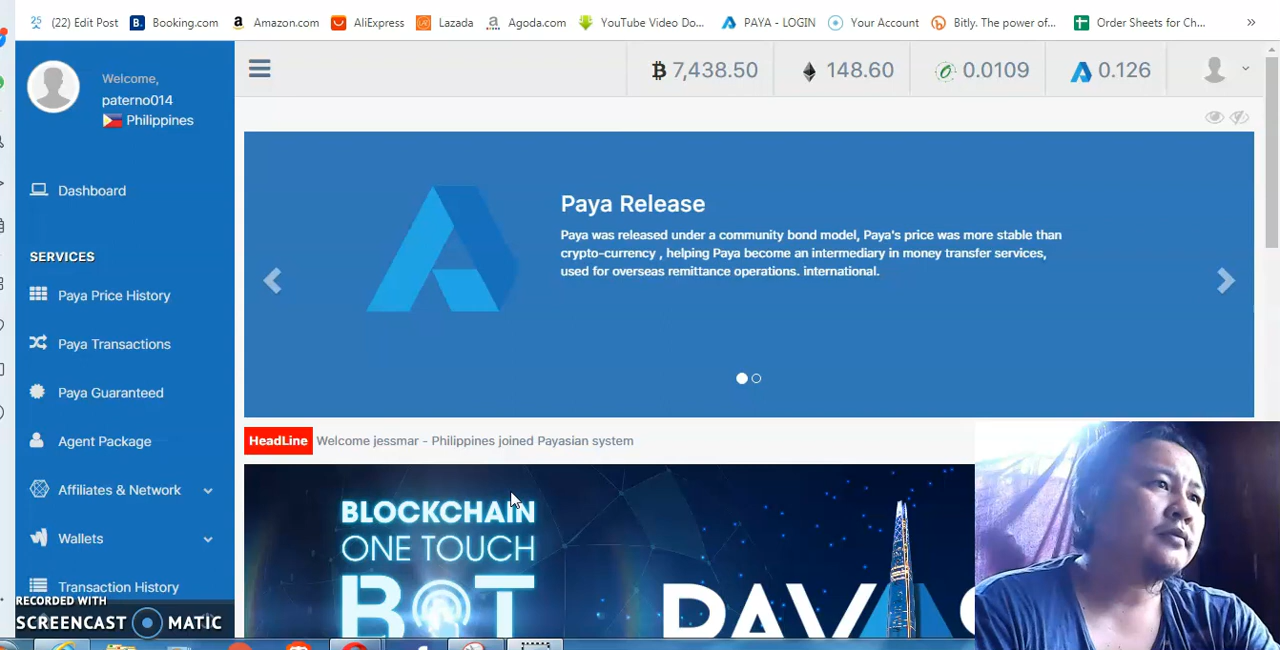 25 (22) Edit Post
B. Booking.com
a Amazon.com
AliExpress
Lazada
a Agoda.com
YouTube Video Do...
PAYA - LOGIN
Your Account
Bitly. The power of...
Order Sheets for Ch...
»
Welcome,
paterno014
Philippines
7,438.50
148.60
0.0109
0.126
Dashboard
SERVICES
Paya Price History
Paya Transactions
Paya Guaranteed
Agent Package
Affiliates & Network
Wallets
Transaction History
Paya Release
Paya was released under a community bond model, Paya's price was more stable than
crypto-currency , helping Paya become an intermediary in money transfer services,
used for overseas remittance operations. international.
HeadLine Welcome jessmar - Philippines joined Payasian system
BLOCKCHAIN
ONE TOUCH
BOT
PAYAS
RECORDED WITH
SCREENCAST MATIC